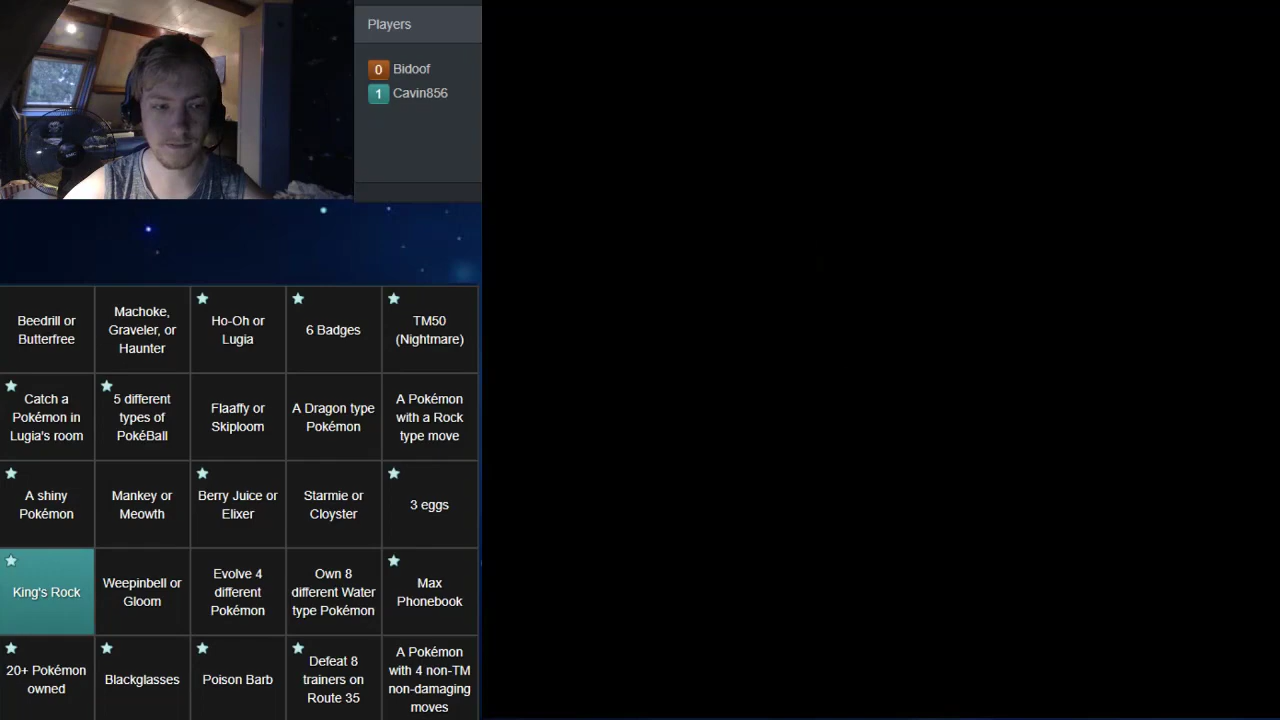 Players
0 Bidoof
1 Cavin856
Beedrill or
Butterfree
Machoke,
Graveler, or
Haunter
Ho-Oh or
Lugia
6 Badges
TM50
(Nightmare)
Catch a
Pokémon in
Lugia's room
5 different
types of
PokéBall
Flaaffy or
Skiploom
A Dragon type
Pokémon
A Pokémon
with a Rock
type move
A shiny
Pokémon
Mankey or
Meowth
Berry Juice or
Elixer
Starmie or
Cloyster
3 eggs
King's Rock
Weepinbell or
Gloom
Evolve 4
different
Pokémon
Own 8
different Water
type Pokémon
Max
Phonebook
20+ Pokémon
owned
Blackglasses
Poison Barb
Defeat 8
trainers on
Route 35
A Pokémon
with 4 non-TM
non-damaging
moves